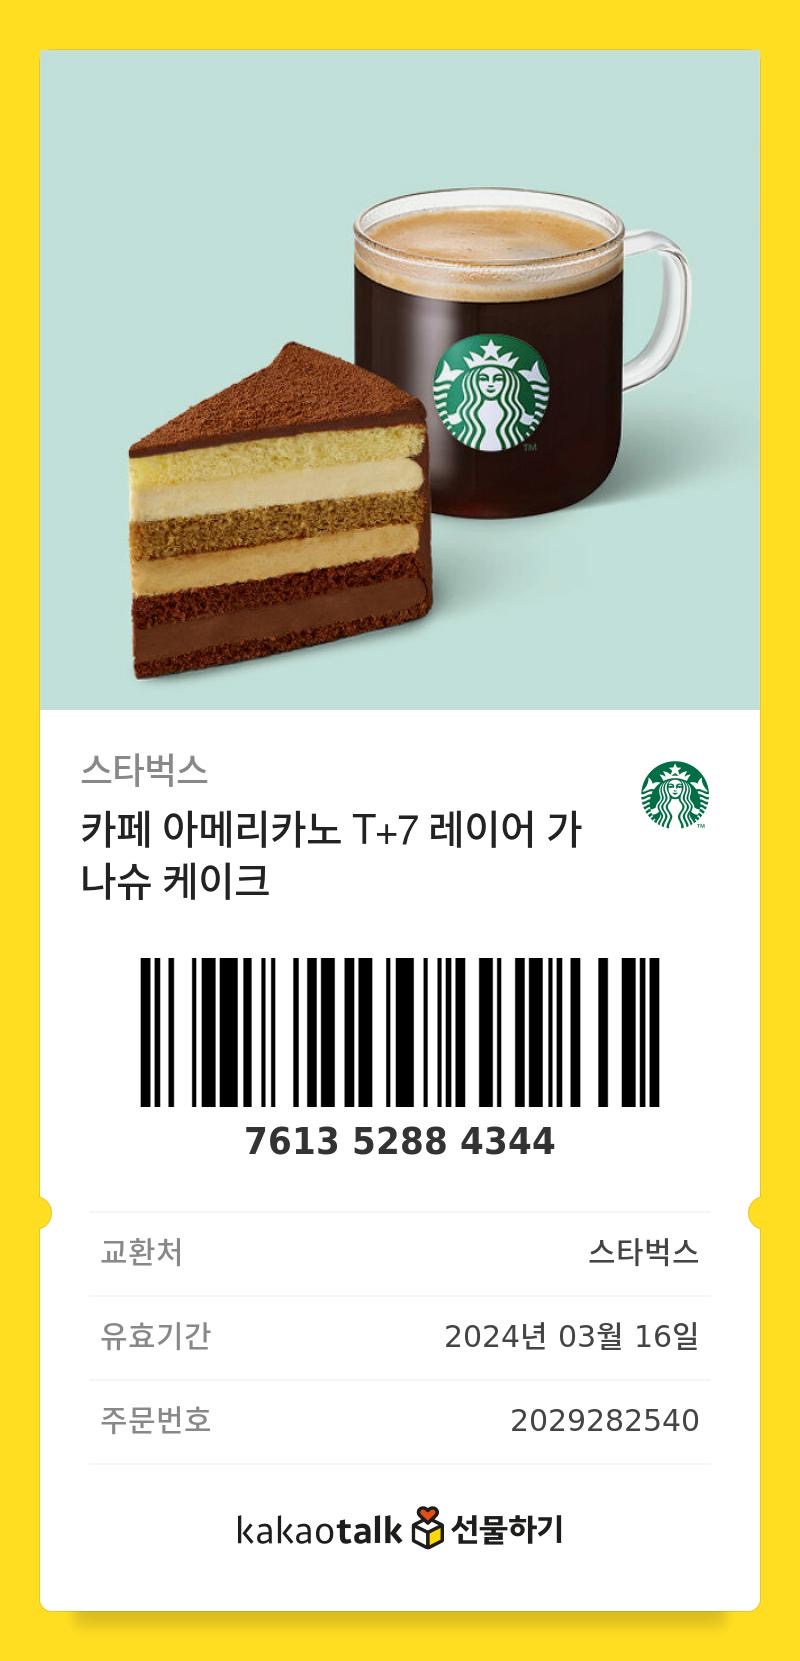 TM
스타벅스
TM
카페 아메리카노 T+7 레이어 가
나슈 케이크
7613 5288 4344
교환처 스타벅스
유효기간 2024년 03월 16일
주문번호 2029282540
kakaotalk 선물하기